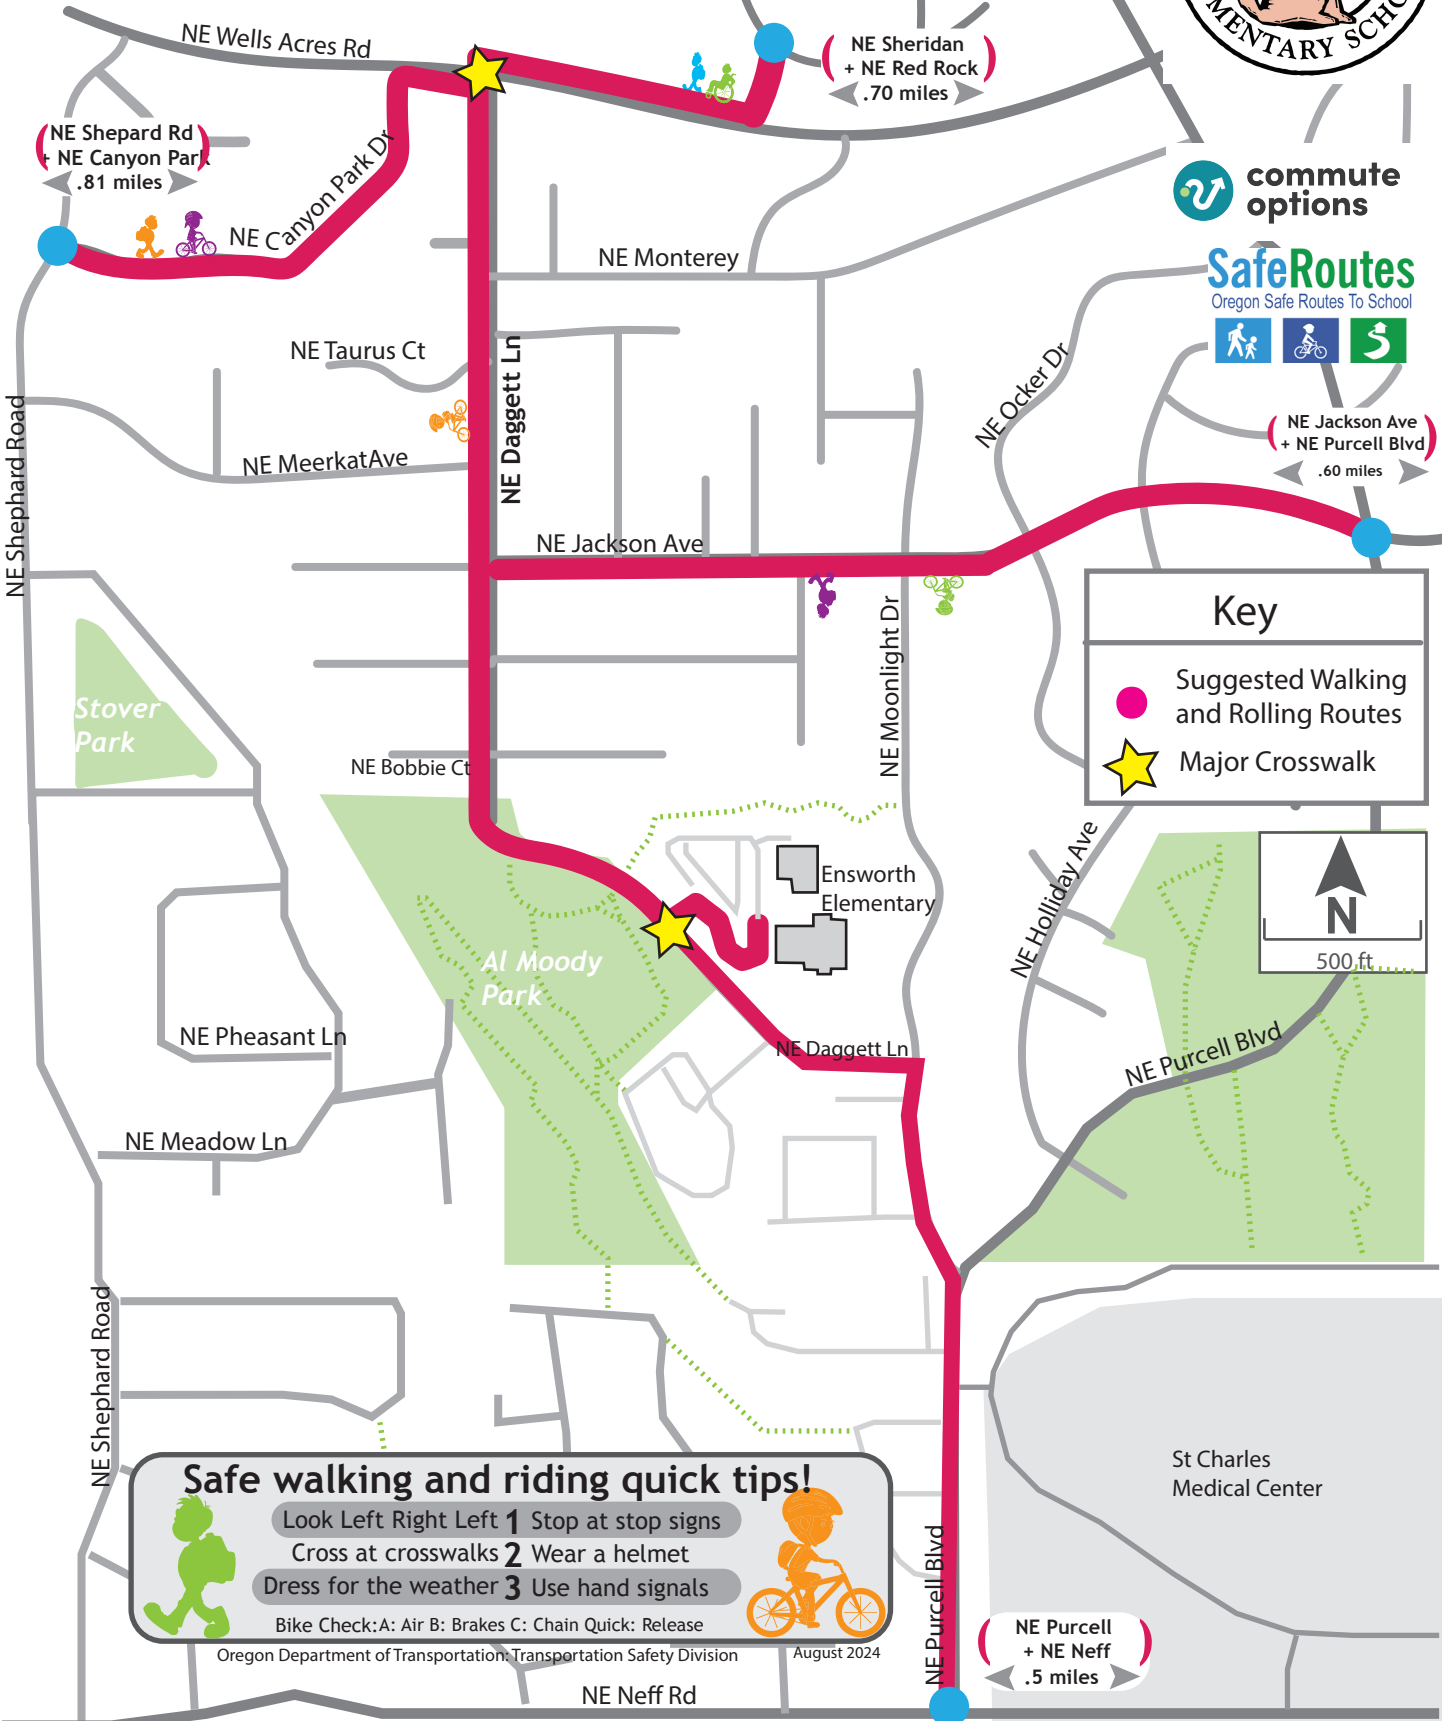 MENTARY SCHO
NE Wells Acres Rd
NE Sheridan
+ NE Red Rock
.70 miles
NE Shepard Rd
+ NE Canyon Park
.81 miles
NE Canyon Park Dr
commute
options
SafeRoutes
Oregon Safe Routes To School
NE Monterey
NE Taurus Ct
NE Daggett Ln
NE Ocker Dr
NE Jackson Ave
+ NE Purcell Blvd
.60 miles
NE Shephard Road
NE MeerkatAve
NE Jackson Ave
NE Moonlight Dr
Key
Suggested Walking
and Rolling Routes
Major Crosswalk
Stover
Park
NE Bobbie Ct
Ensworth
Elementary
NE Holliday Ave
N
500 ft
Al Moody
Park
NE Pheasant Ln
NE Daggett Ln
NE Purcell Blvd
NE Meadow Ln
NE Shephard Road
St Charles
Medical Center
Safe walking and riding quick tips!
Look Left Right Left 1 Stop at stop signs
Cross at crosswalks 2 Wear a helmet
Dress for the weather 3 Use hand signals
Bike Check:A: Air B: Brakes C: Chain Quick: Release
Oregon Department of Transportation: Transportation Safety Division
August 2024
NE Purcell Blvd
NE Purcell
+ NE Neff
.5 miles
NE Neff Rd